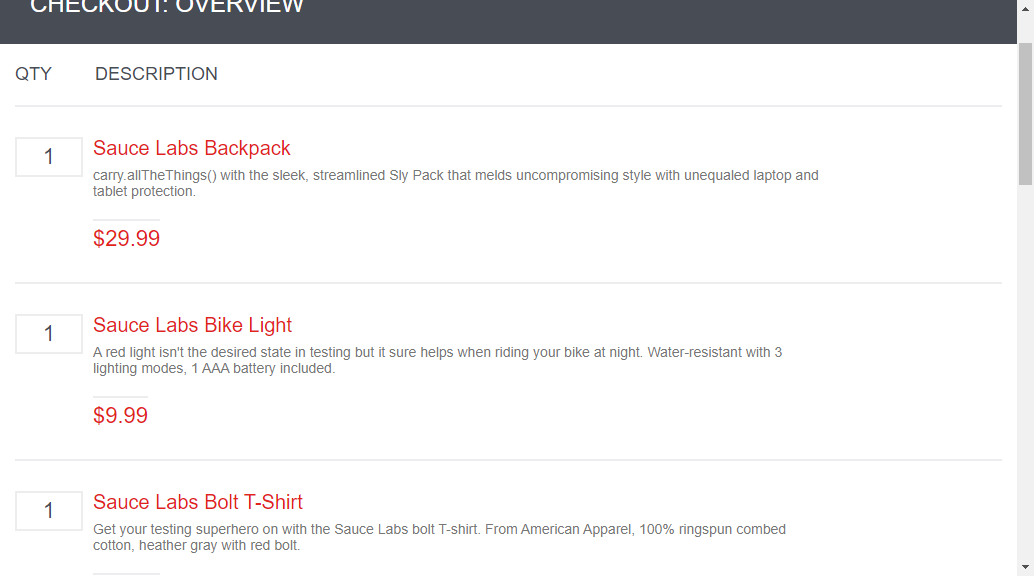 CHECKOUT: OVERVIEW
QTY DESCRIPTION
1 Sauce Labs Backpack
carry.allTheThings() with the sleek, streamlined Sly Pack that melds uncompromising style with unequaled laptop and
tablet protection.
$29.99
1 Sauce Labs Bike Light
A red light isn't the desired state in testing but it sure helps when riding your bike at night. Water-resistant with 3
lighting modes, 1 AAA battery included.
$9.99
1 Sauce Labs Bolt T-Shirt
Get your testing superhero on with the Sauce Labs bolt T-shirt. From American Apparel, 100% ringspun combed
cotton, heather gray with red bolt.